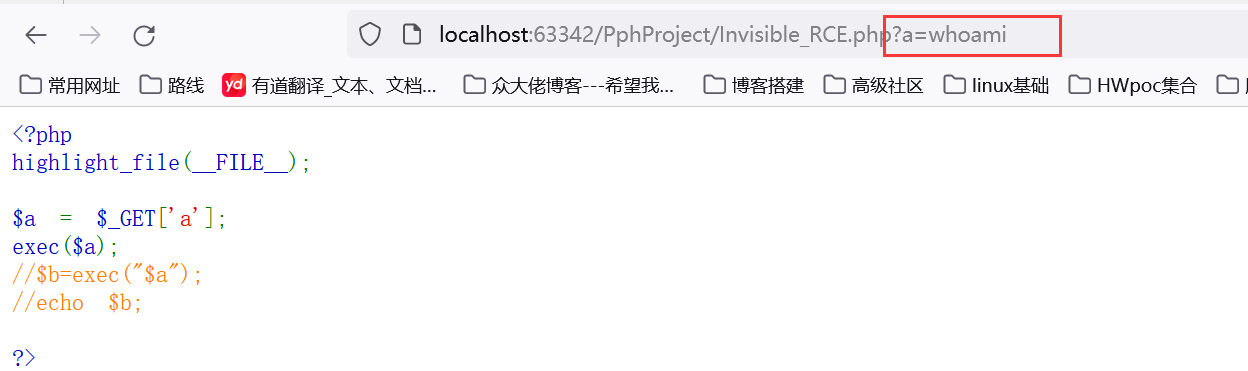 localhost:63342/PphProject/Invisible_RCE.php?a=whoami
常用网址 路线 yd 有道翻译_文本、文档... 众大佬博客---希望我... 博客搭建 高级社区 linux基础 HWpoc集合
<?php
highlight_file(__FILE__);
$a = $_GET['a'];
exec($a);
//$b=exec("$a");
//echo $b;
?>